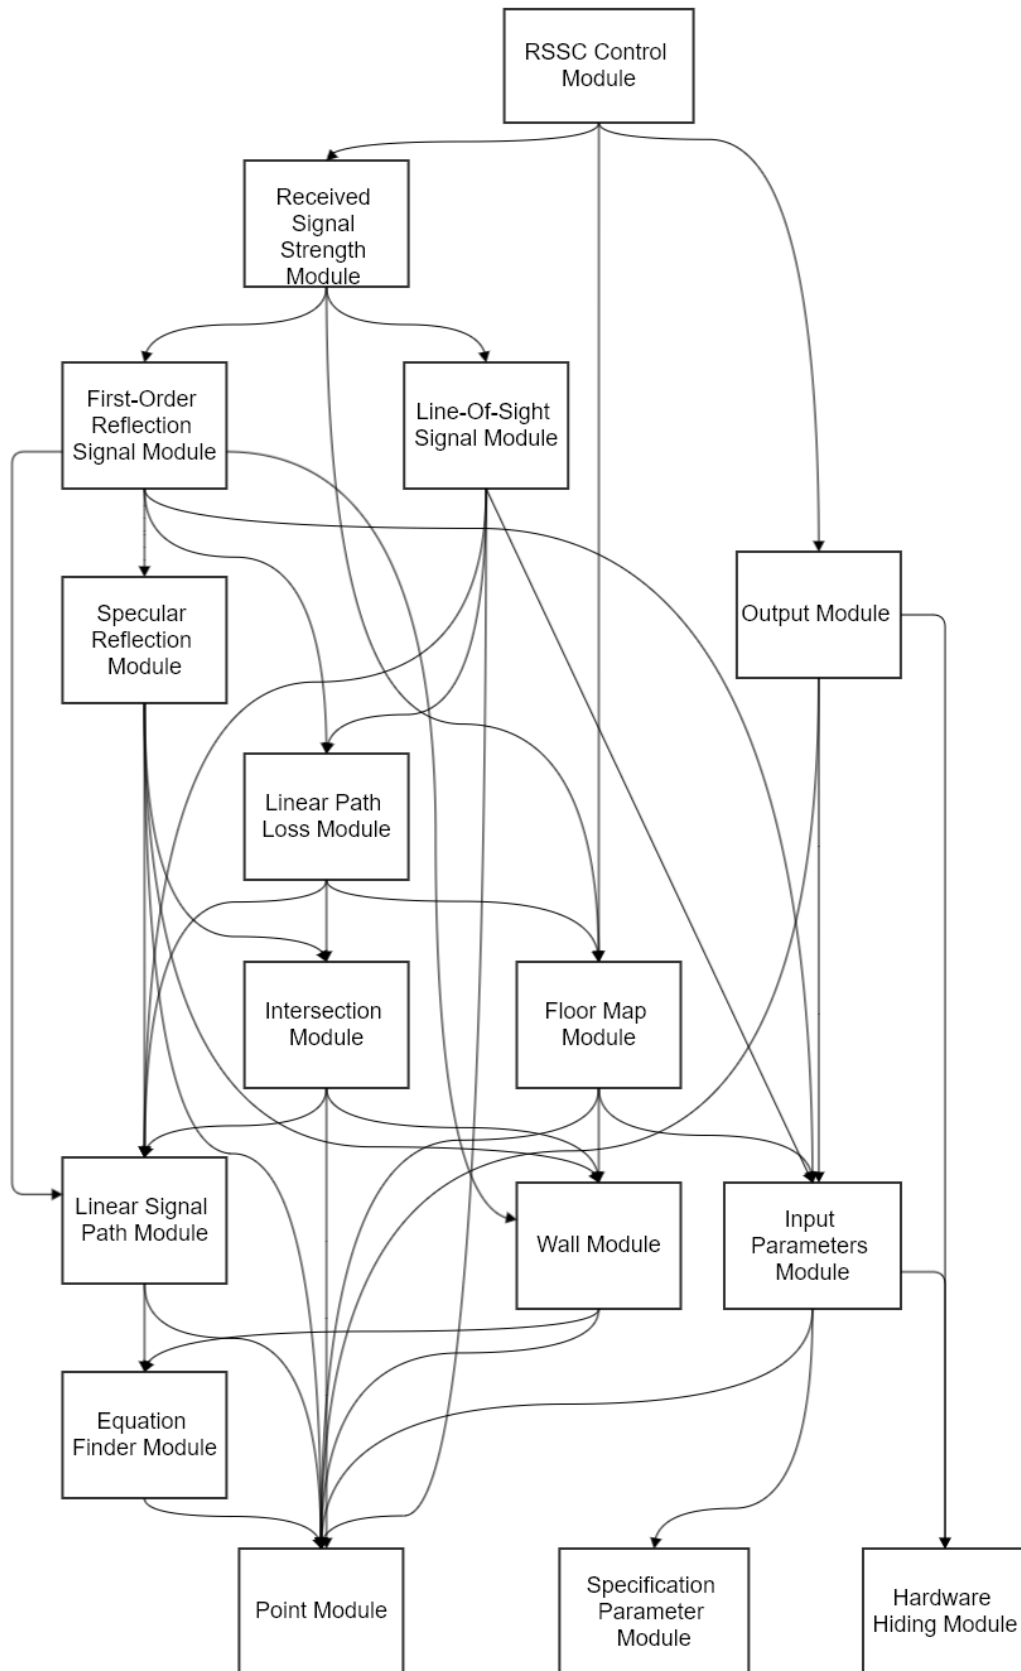 RSSC Control
Module
Received
Signal
Strength
Module
First-Order
Reflection
Signal Module
Line-Of-Sight
Signal Module
Specular
Reflection
Module
Output Module
Linear Path
Loss Module
Intersection
Module
Floor Map
Module
Linear Signal
Path Module
Wall Module
Input
Parameters
Module
Equation
Finder Module
Point Module
Specification
Parameter
Module
Hardware
Hiding Module